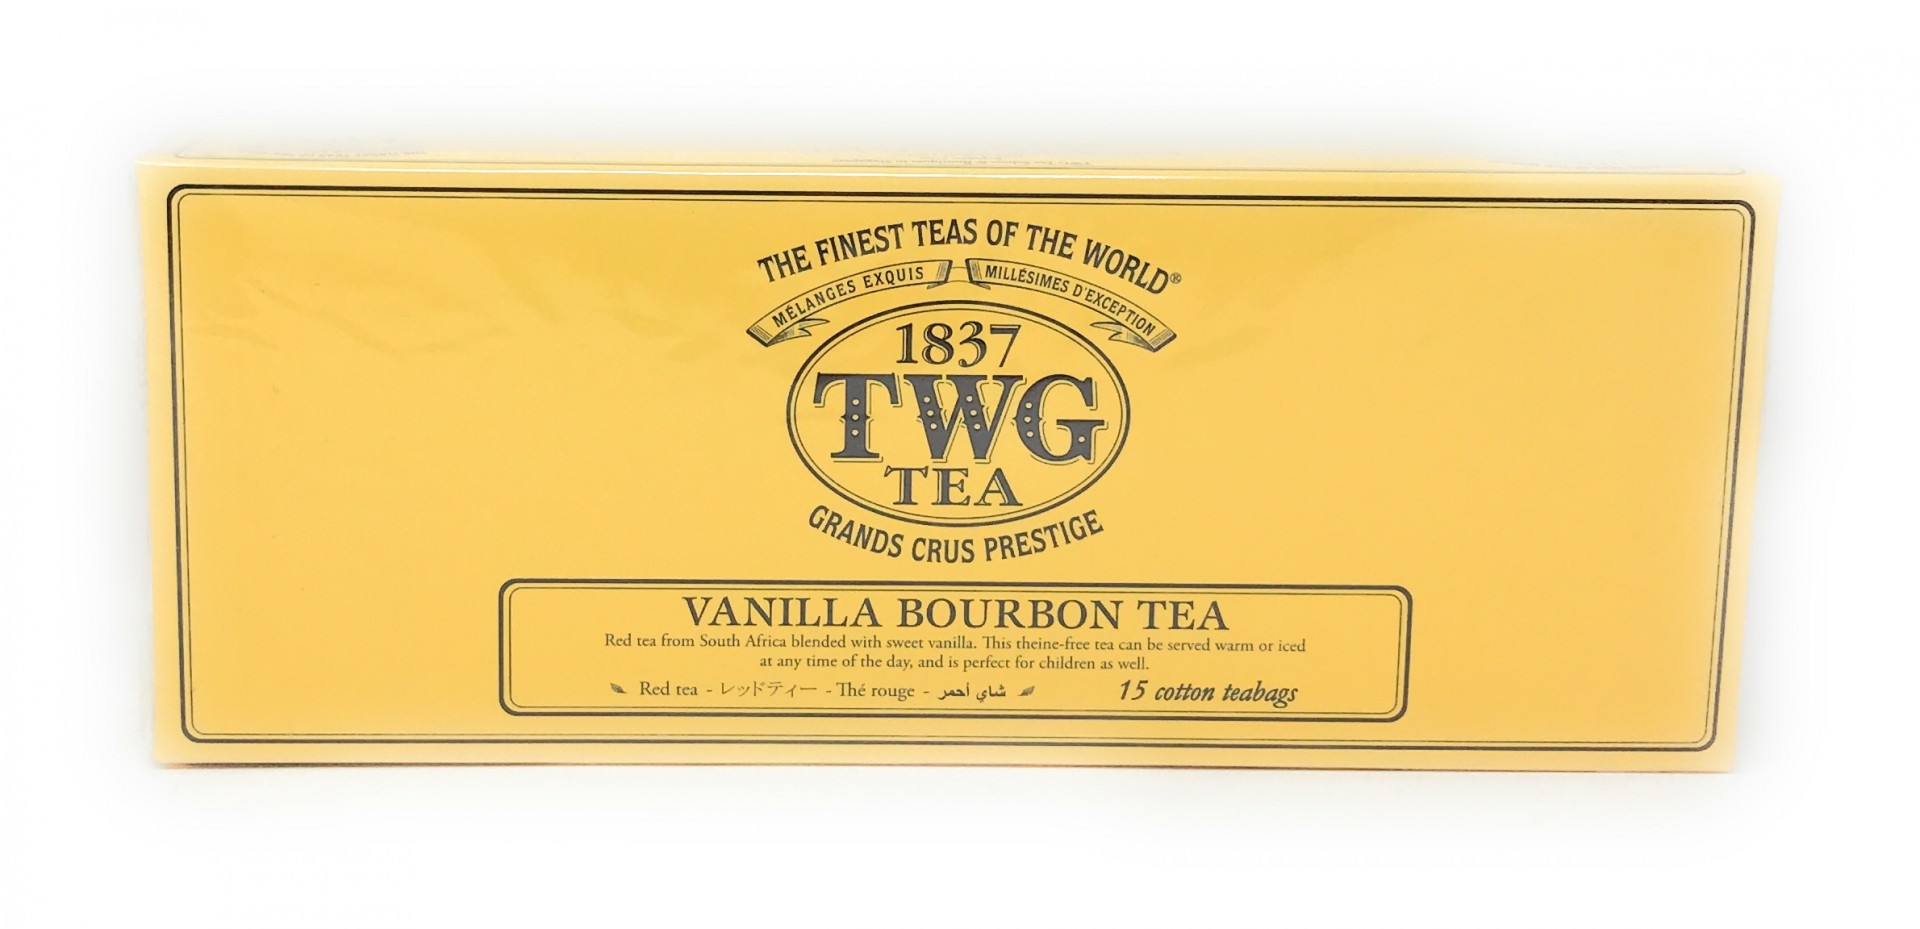 THE FINEST TEAS OF THE WORLD®
MÉLANGES EXQUIS MILLÉSIMES D'EXCEPTION
1837
TWG
TEA
GRANDS CRUS PRESTIGE
VANILLA BOURBON TEA
Red tea from South Africa blended with sweet vanilla. This theine-free tea can be served warm or iced
at any time of the day, and is perfect for children as well.
Red tea - レッドティー - Thé rouge - شاي أحمر 15 cotton teabags